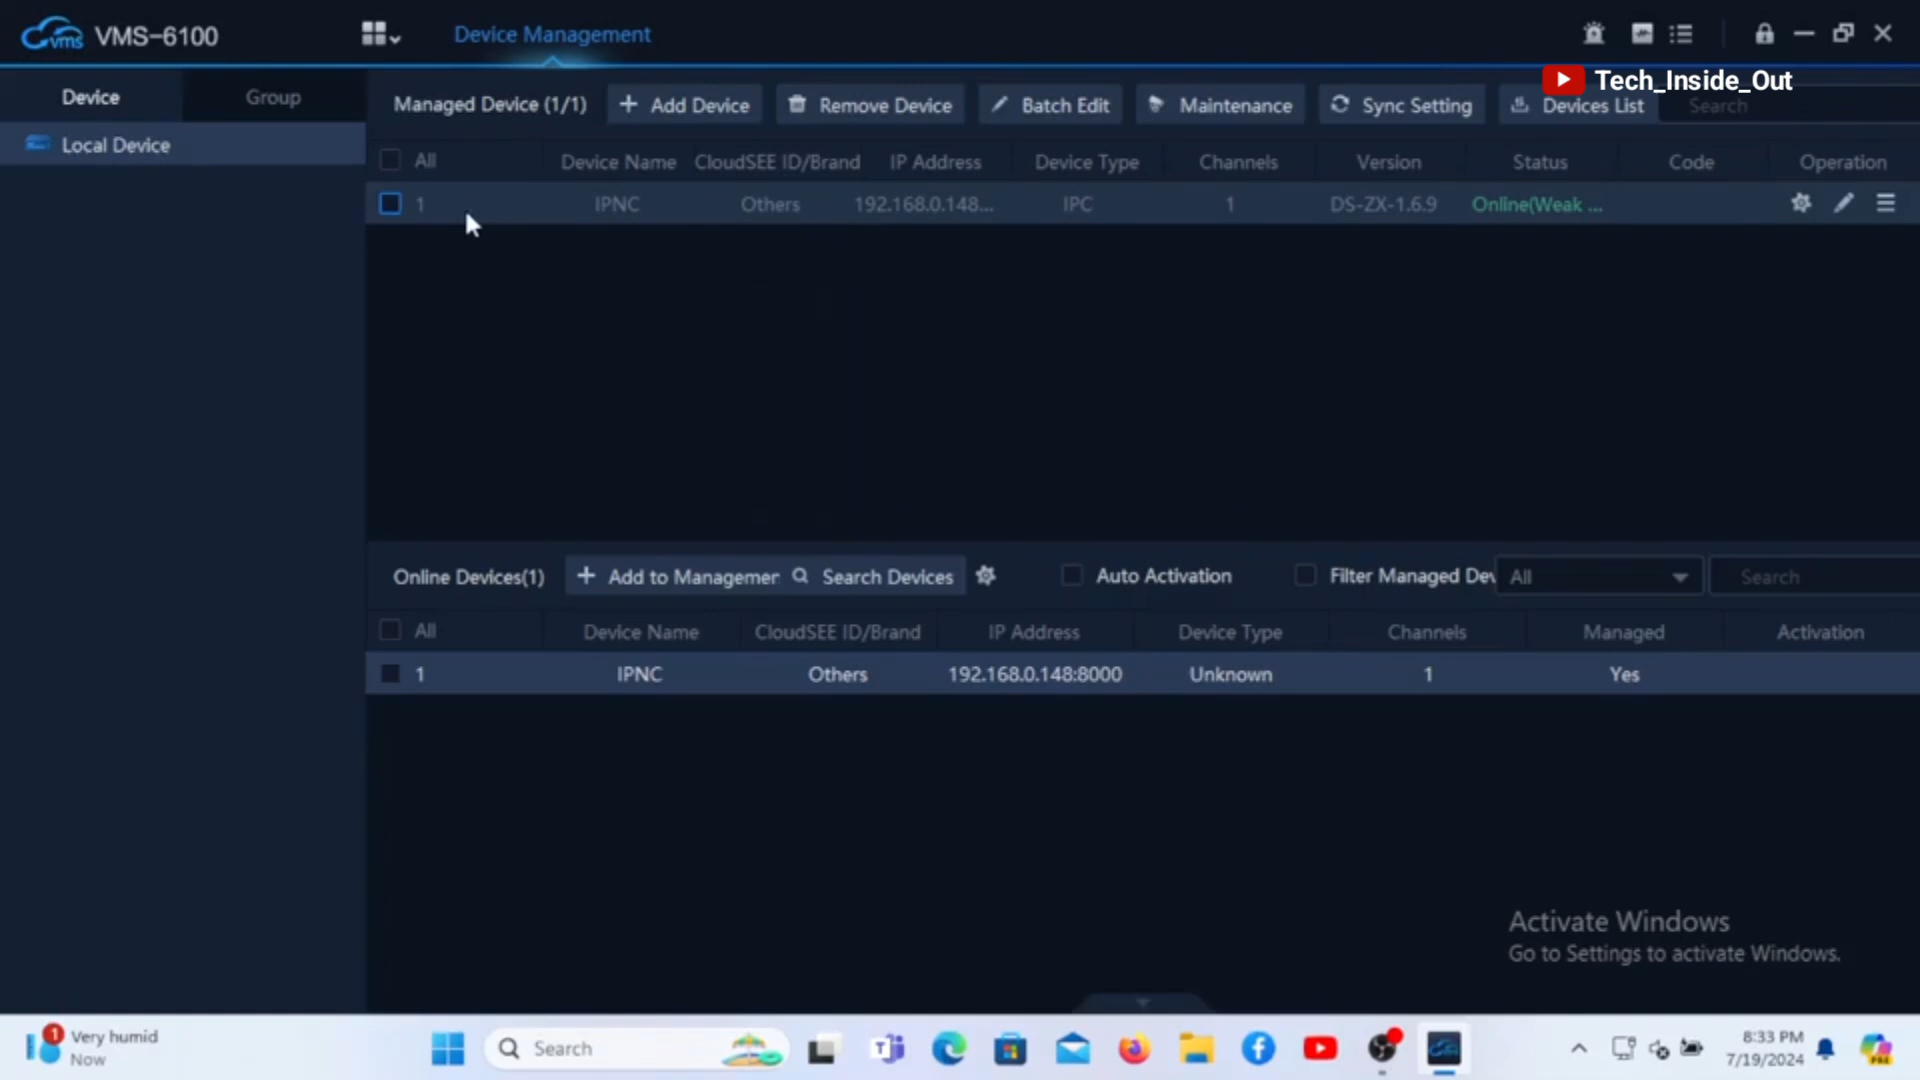 VMS-6100
Device Management
Tech_Inside_Out
Device
Group
Managed Device (1/1)
Add Device
Remove Device
Batch Edit
Maintenance
Sync Setting
Devices List
Search
Local Device
All
Device Name
CloudSEE ID/Brand
IP Address
Device Type
Channels
Version
Status
Code
Operation
1
IPNC
Others
192.168.0.148...
IPC
1
DS-ZX-1.6.9
Online(Weak ...
Online Devices(1)
Add to Managemer
Search Devices
Auto Activation
Filter Managed Dev
All
Search
All
Device Name
CloudSEE ID/Brand
IP Address
Device Type
Channels
Managed
Activation
1
IPNC
Others
192.168.0.148:8000
Unknown
1
Yes
Activate Windows
Go to Settings to activate Windows.
1
Very humid
Now
Search
8:33 PM
7/19/2024